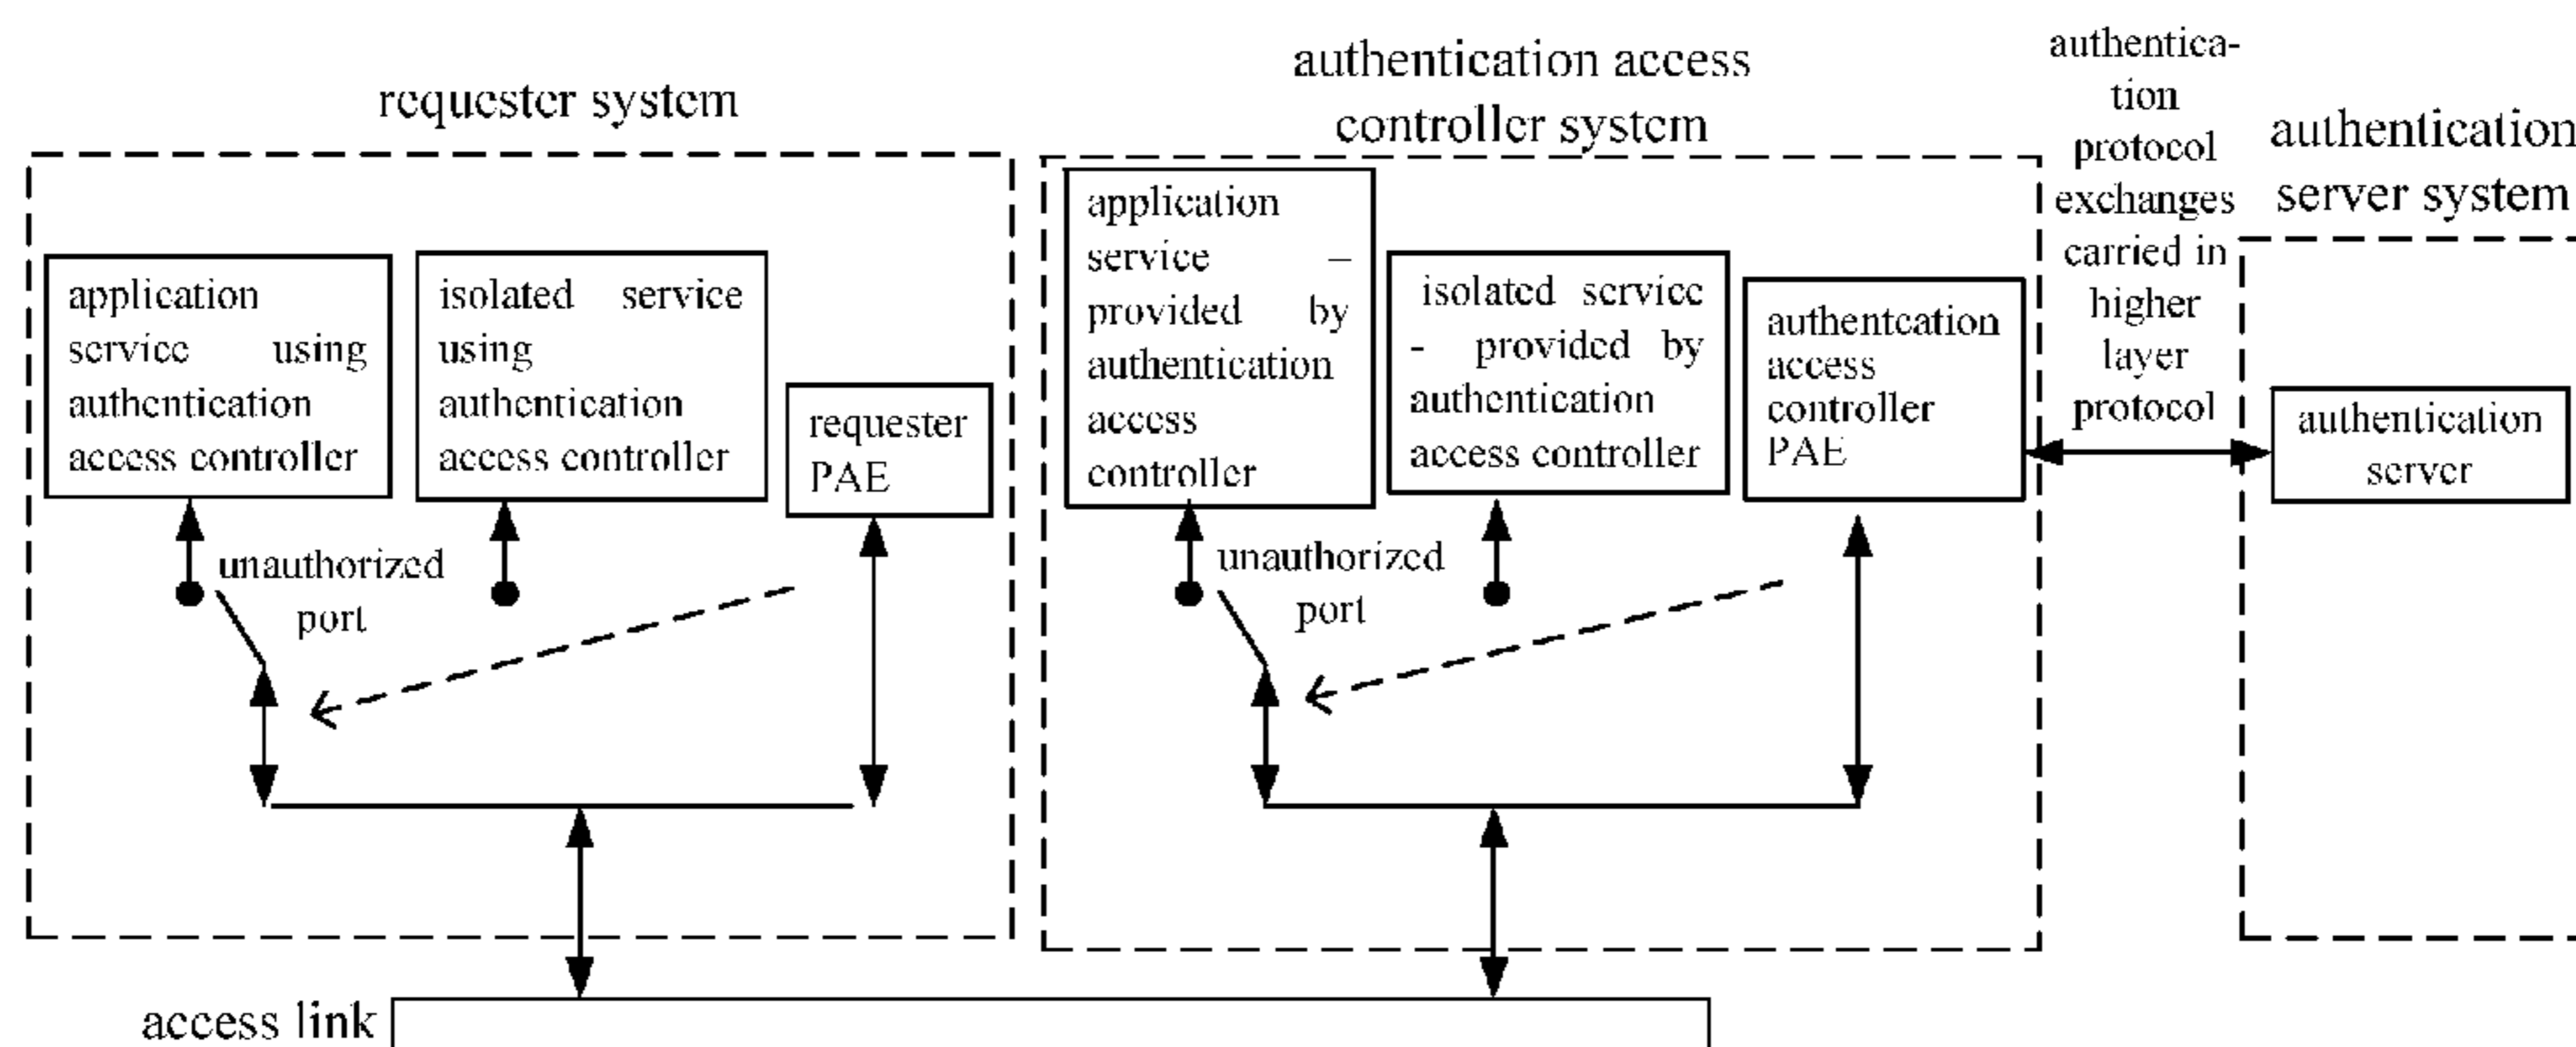 requester system
application
service using
authentication
access controller
isolated service
using
authentication
access controller
requester
PAE
unauthorized
port
authentication access
controller system
application
service –
provided by
authentication
access
controller
isolated service
- provided by
authentication
access controller
authentcation
access
controller
PAE
unauthorized
port
authentica-
tion
protocol
exchanges
carried in
higher
layer
protocol
authentication
server system
authentication
server
access link